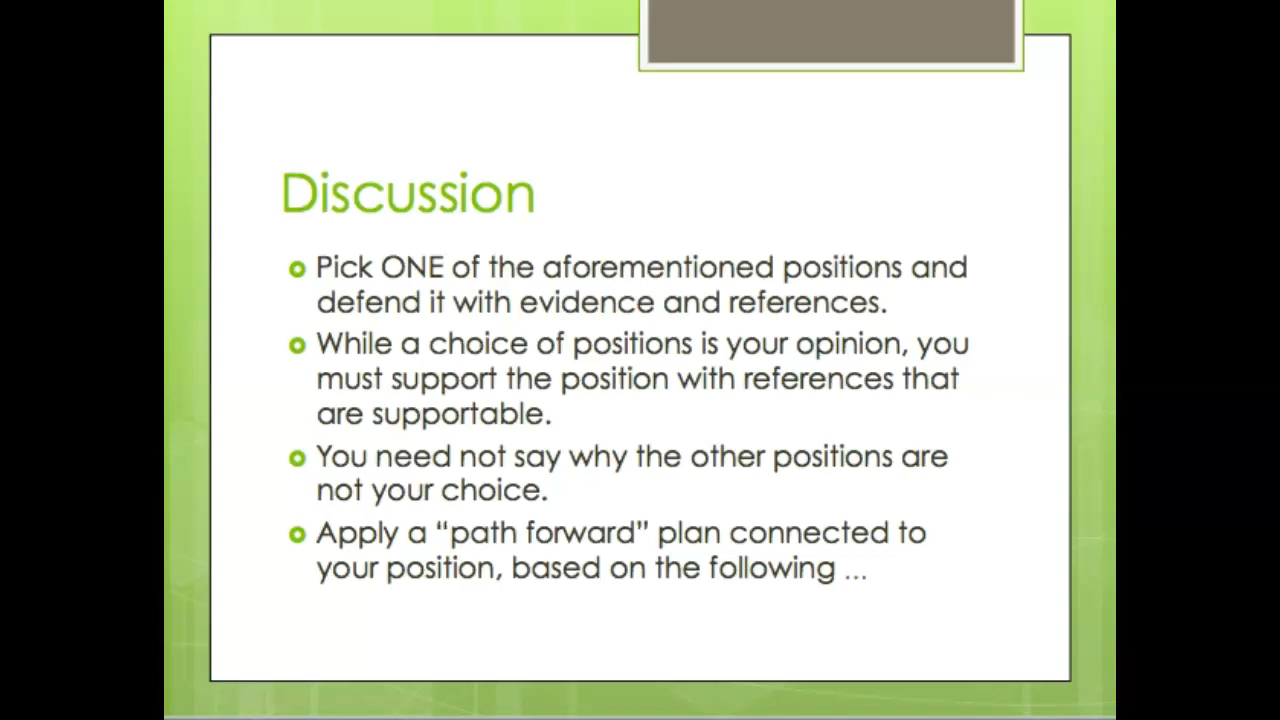 Discussion
Pick ONE of the aforementioned positions and
defend it with evidence and references.
While a choice of positions is your opinion, you
must support the position with references that
are supportable.
You need not say why the other positions are
not your choice.
Apply a “path forward” plan connected to
your position, based on the following ...